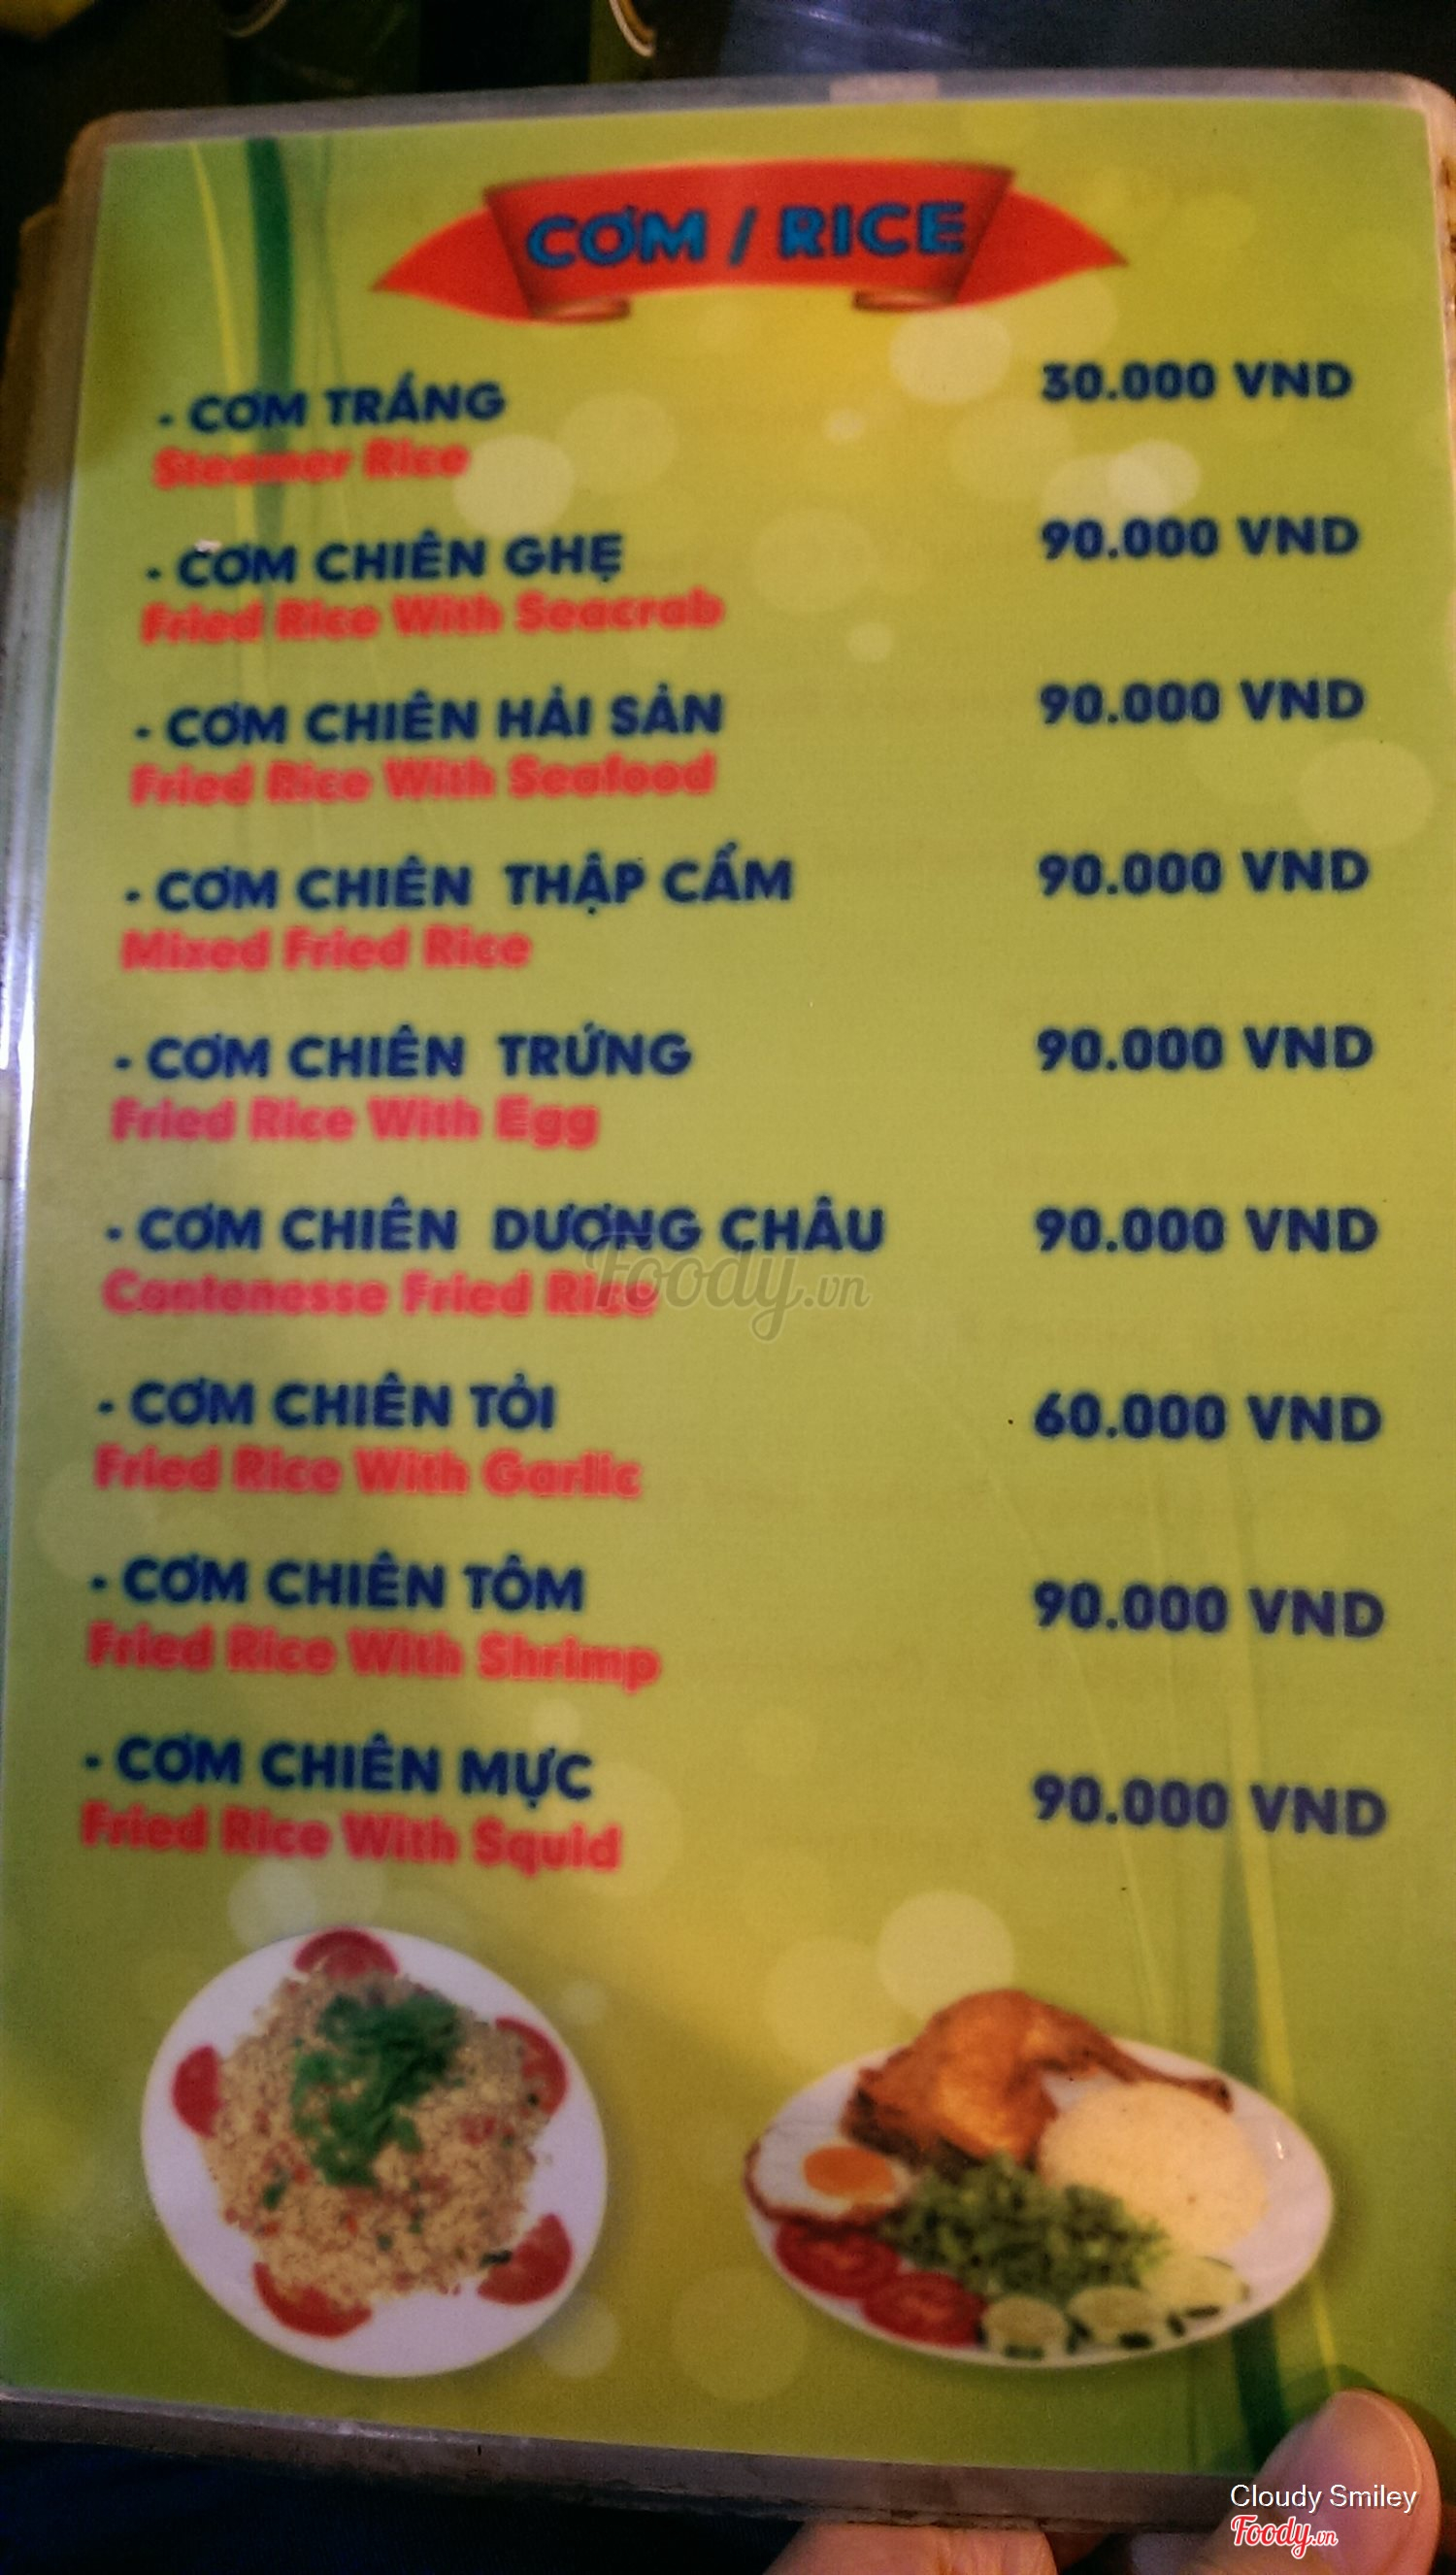 CƠM / RICE
- CƠM TRÁNG 30.000 VND
Steamer Rice
- CƠM CHIÊN GHẸ 90.000 VND
Fried Rice With Seacrab
- CƠM CHIÊN HẢI SẢN 90.000 VND
Fried Rice With Seafood
- CƠM CHIÊN THẬP CẨM 90.000 VND
Mixed Fried Rice
- CƠM CHIÊN TRỨNG 90.000 VND
Fried Rice With Egg
- CƠM CHIÊN DƯƠNG CHÂU 90.000 VND
Cantonesse Fried Rice
Foody.vn
- CƠM CHIÊN TỎI 60.000 VND
Fried Rice With Garlic
- CƠM CHIÊN TÔM 90.000 VND
Fried Rice With Shrimp
- CƠM CHIÊN MỰC 90.000 VND
Fried Rice With Squid
Cloudy Smiley
Foody.vn